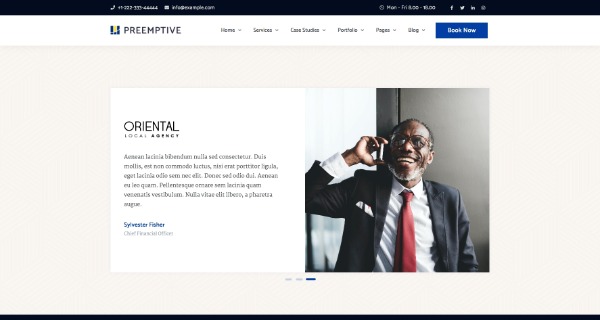 +1-222-333-44444 info@example.com Mon - Fri 8.00 - 18.00
PREEMPTIVE Home Services Case Studies Portfolio Pages Blog Book Now
ORIENTAL
LOCAL AGENCY
Aenean lacinia bibendum nulla sed consectetur. Duis
mollis, est non commodo luctus, nisi erat porttitor ligula,
eget lacinia odio sem nec elit. Donec sed odio dui. Aenean
eu leo quam. Pellentesque ornare sem lacinia quam
venenatis vestibulum. Nulla vitae elit libero, a pharetra
augue.
Sylvester Fisher
Chief Financial Officer